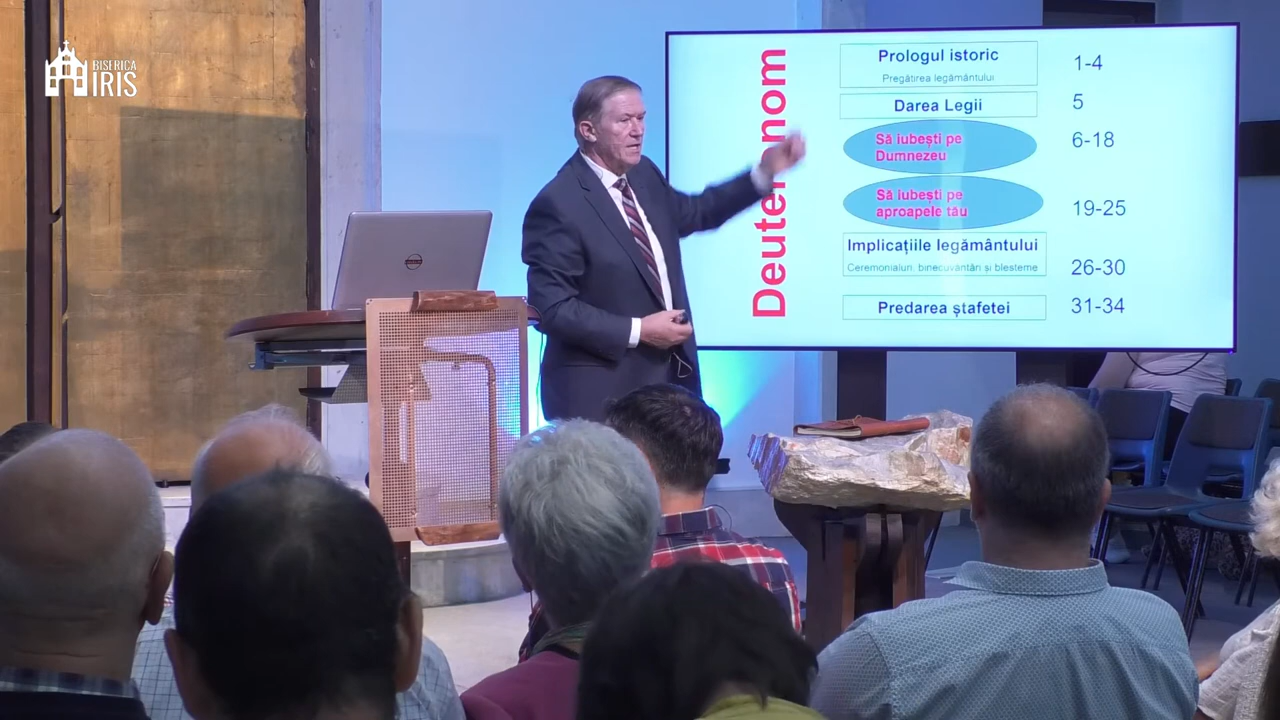 BISERICA
IRIS
Deuteronom
Prologul istoric
Pregătirea legământului
1-4
Darea Legii
5
Să iubești pe
Dumnezeu
6-18
Să iubești pe
aproapele tău
19-25
Implicațiile legământului
Ceremonialuri, binecuvântări și blesteme
26-30
Predarea ștafetei
31-34